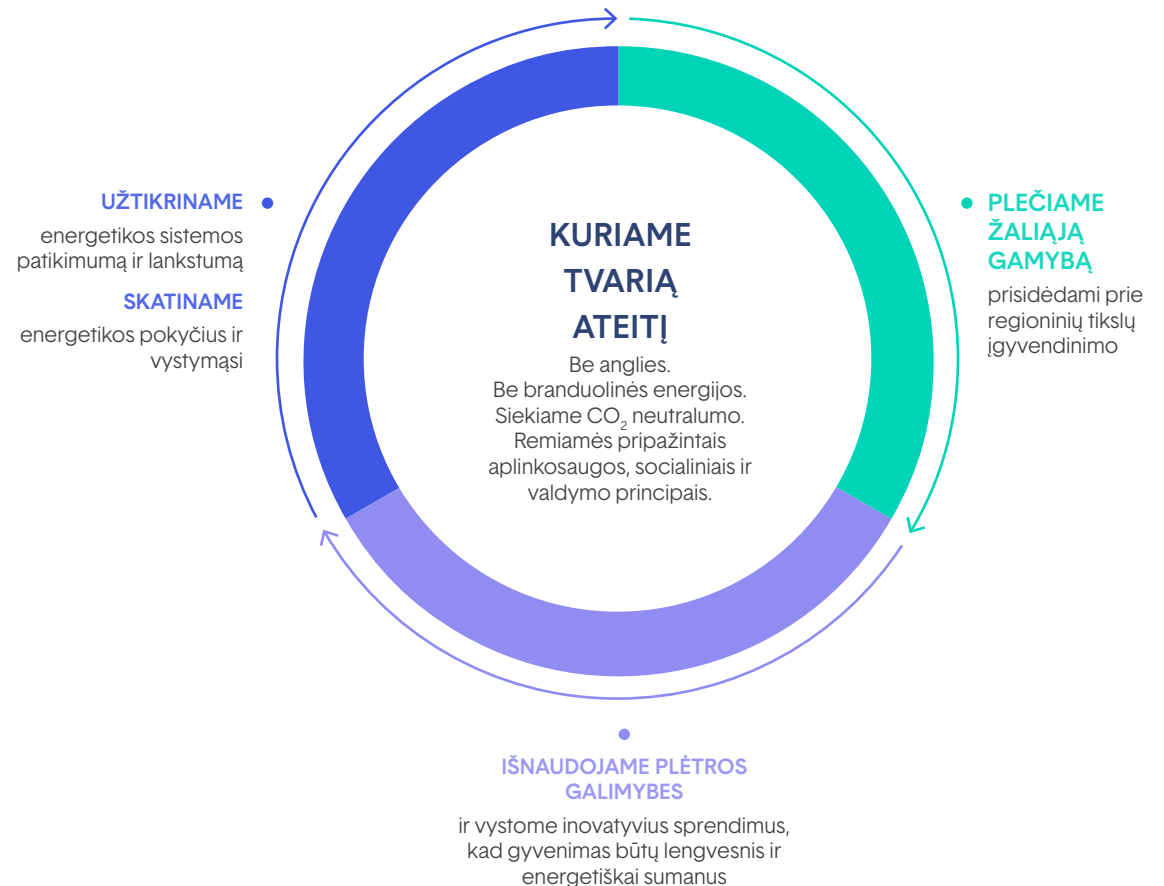 KURIAME
TVARIĄ
ATEITĮ
Be anglies.
Be branduolinės energijos.
Siekiame CO₂ neutralumo.
Remiamės pripažintais
aplinkosaugos, socialiniais ir
valdymo principais.
PLEČIAME
ŽALIĄJĄ
GAMYBĄ
prisidėdami prie
regioninių tikslų
įgyvendinimo
IŠNAUDOJAME PLĖTROS
GALIMYBES
ir vystome inovatyvius sprendimus,
kad gyvenimas būtų lengvesnis ir
energetiškai sumanus
UŽTIKRINAME
energetikos sistemos
patikimumą ir lankstumą
SKATINAME
energetikos pokyčius ir
vystymąsi